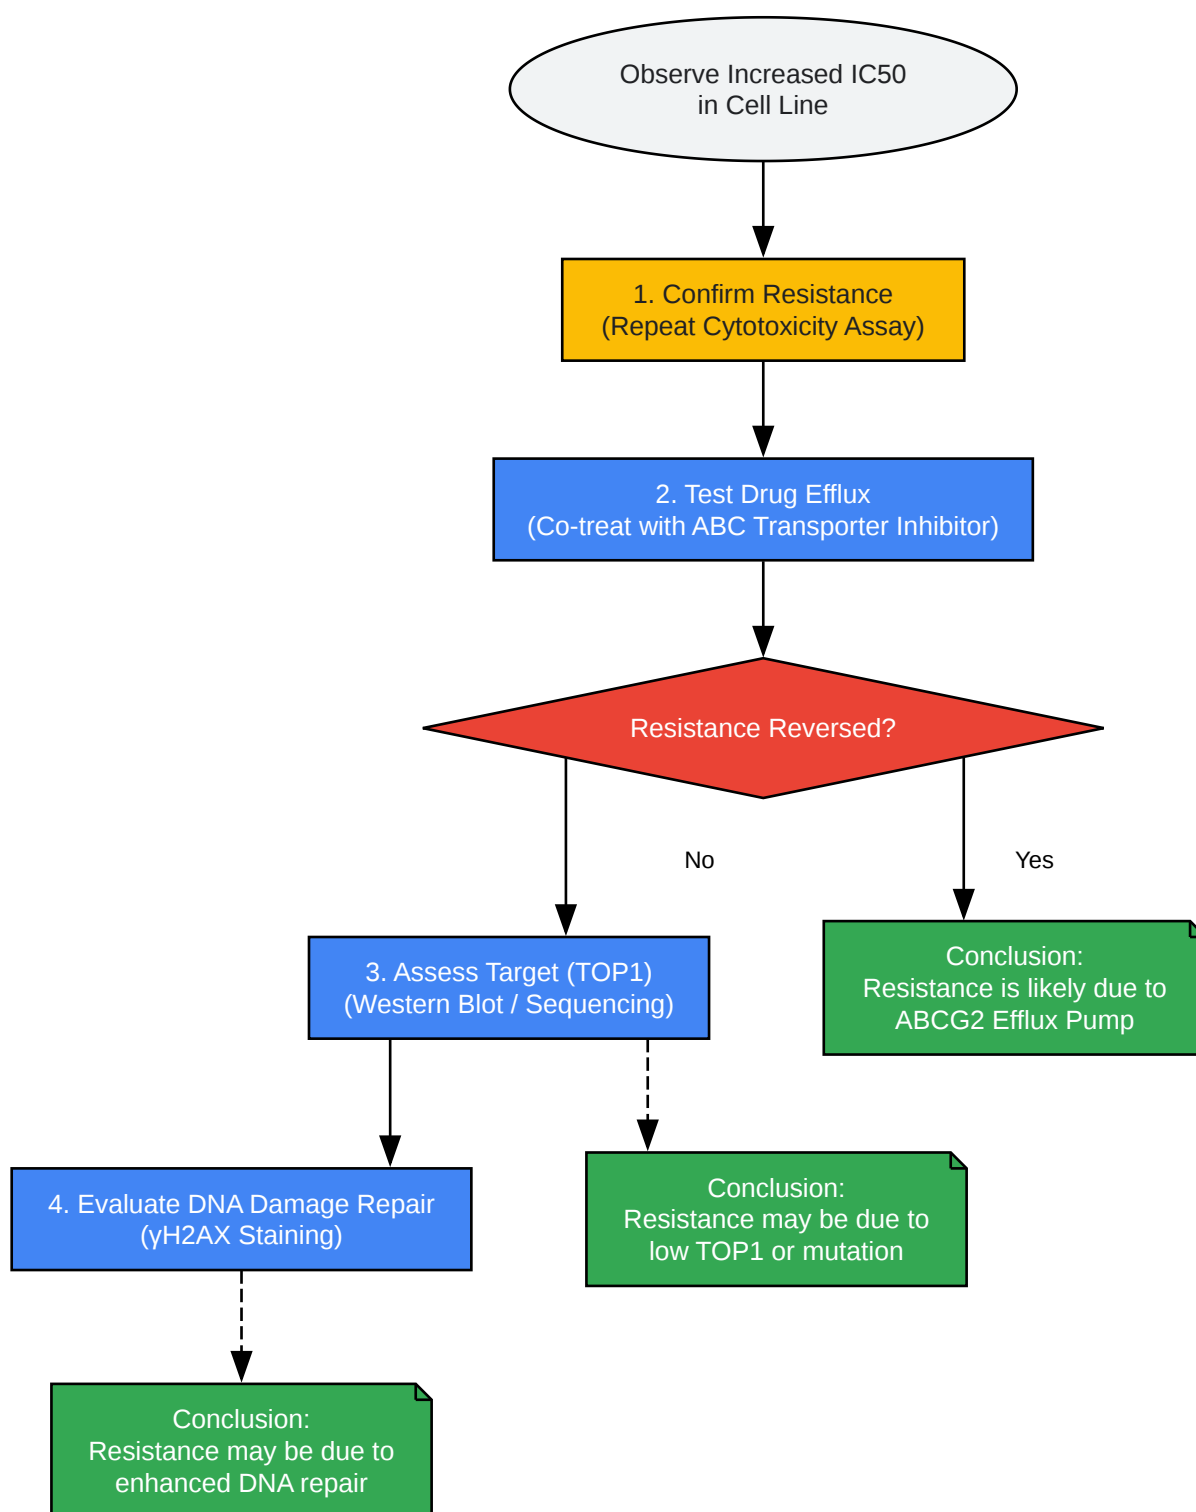 Observe Increased IC50
in Cell Line
1. Confirm Resistance
(Repeat Cytotoxicity Assay)
2. Test Drug Efflux
(Co-treat with ABC Transporter Inhibitor)
Resistance Reversed?
No
Yes
3. Assess Target (TOP1)
(Western Blot / Sequencing)
Conclusion:
Resistance is likely due to
ABCG2 Efflux Pump
4. Evaluate DNA Damage Repair
(γH2AX Staining)
Conclusion:
Resistance may be due to
low TOP1 or mutation
Conclusion:
Resistance may be due to
enhanced DNA repair